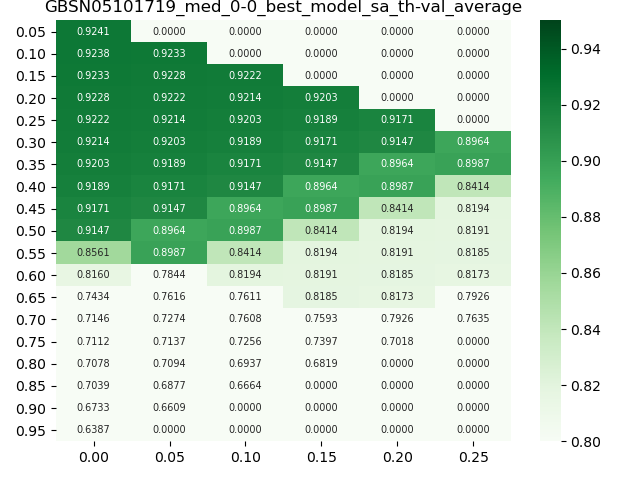 GBSN05101719_med_0-0_best_model_sa_th-val_average
0.05 0.9241 0.0000 0.0000 0.0000 0.0000 0.0000
0.10 0.9238 0.9233 0.0000 0.0000 0.0000 0.0000
0.15 0.9233 0.9228 0.9222 0.0000 0.0000 0.0000
0.20 0.9228 0.9222 0.9214 0.9203 0.0000 0.0000
0.25 0.9222 0.9214 0.9203 0.9189 0.9171 0.0000
0.30 0.9214 0.9203 0.9189 0.9171 0.9147 0.8964
0.35 0.9203 0.9189 0.9171 0.9147 0.8964 0.8987
0.40 0.9189 0.9171 0.9147 0.8964 0.8987 0.8414
0.45 0.9171 0.9147 0.8964 0.8987 0.8414 0.8194
0.50 0.9147 0.8964 0.8987 0.8414 0.8194 0.8191
0.55 0.8561 0.8987 0.8414 0.8194 0.8191 0.8185
0.60 0.8160 0.7844 0.8194 0.8191 0.8185 0.8173
0.65 0.7434 0.7616 0.7611 0.8185 0.8173 0.7926
0.70 0.7146 0.7274 0.7608 0.7593 0.7926 0.7635
0.75 0.7112 0.7137 0.7256 0.7397 0.7018 0.0000
0.80 0.7078 0.7094 0.6937 0.6819 0.0000 0.0000
0.85 0.7039 0.6877 0.6664 0.0000 0.0000 0.0000
0.90 0.6733 0.6609 0.0000 0.0000 0.0000 0.0000
0.95 0.6387 0.0000 0.0000 0.0000 0.0000 0.0000
0.00 0.05 0.10 0.15 0.20 0.25
0.94
0.92
0.90
0.88
0.86
0.84
0.82
0.80